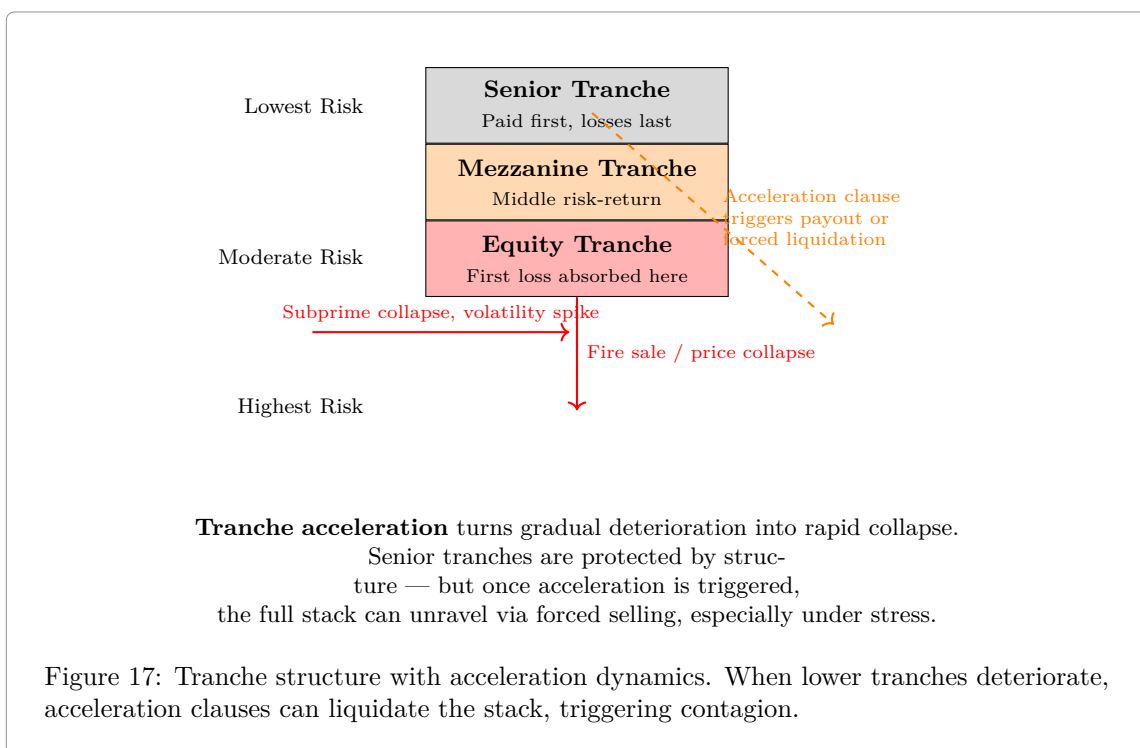 Lowest Risk
Senior Tranche
Paid first, losses last
Mezzanine Tranche
Middle risk-return
Acceleration clause
triggers payout or
forced liquidation
Moderate Risk
Equity Tranche
First loss absorbed here
Subprime collapse, volatility spike
Fire sale / price collapse
Highest Risk
Tranche acceleration turns gradual deterioration into rapid collapse.
Senior tranches are protected by struc-
ture — but once acceleration is triggered,
the full stack can unravel via forced selling, especially under stress.
Figure 17: Tranche structure with acceleration dynamics. When lower tranches deteriorate,
acceleration clauses can liquidate the stack, triggering contagion.